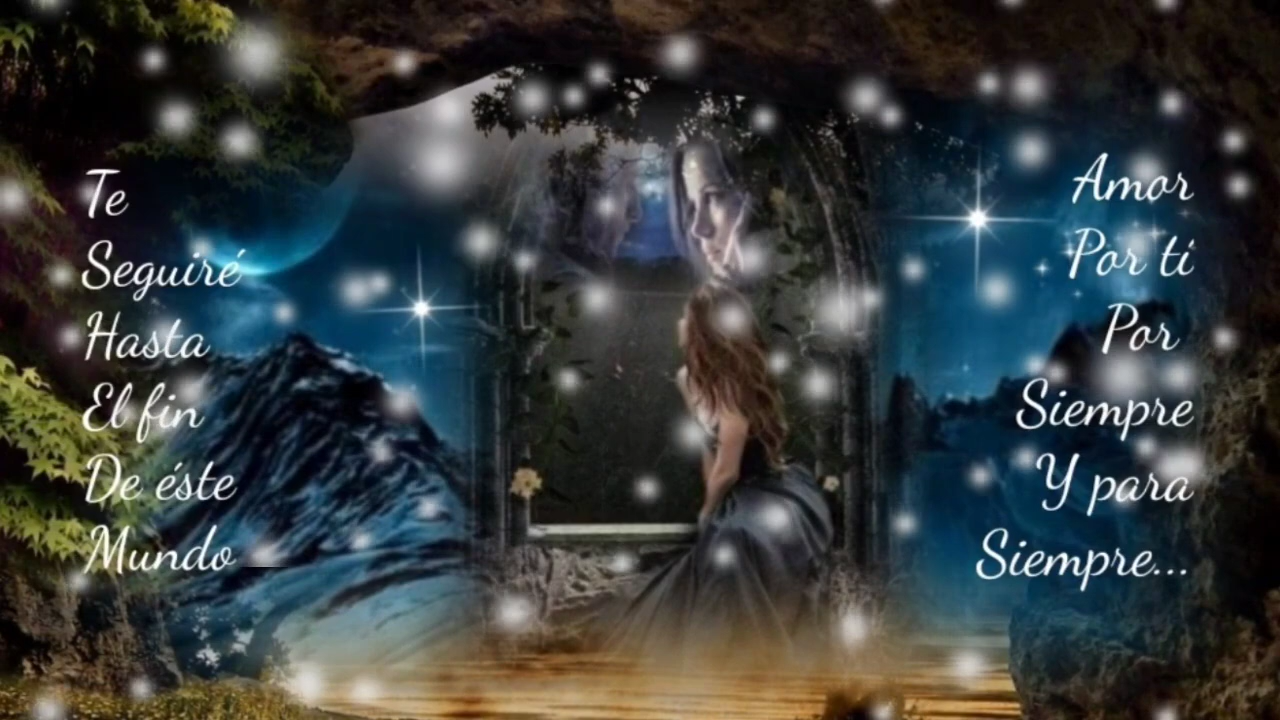 Te
Seguiré
Hasta
El fin
De éste
Mundo
Amor
Por ti
Por
Siempre
Y para
Siempre...